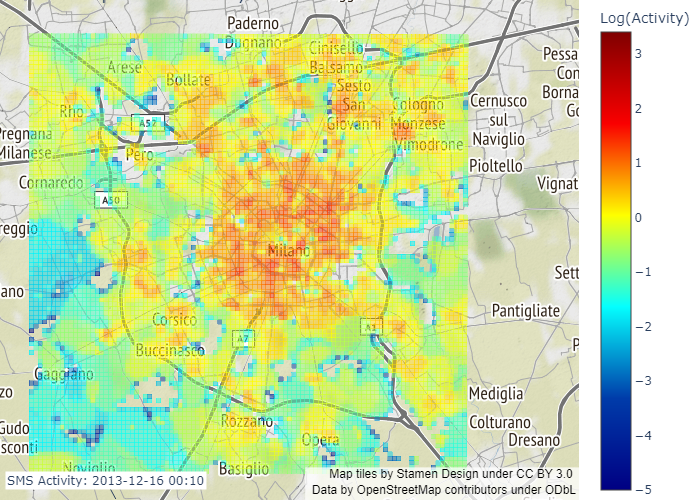 Log(Activity)
3
2
1
0
−1
−2
−3
−4
−5
Paderno
Dugnano
Cinisello
Balsamo
Arese
Bollate
Sesto
San
Giovanni
Cologno
Monzese
Vimodrone
Cernusco
sul
Naviglio
Pioltello
Vignat
Pessa
Con
Borna
Go
Rho
A52
Pero
Pregnana
Milanese
Cornaredo
A50
reggio
Milano
Sett
ano
Pantigliate
Corsico
A7
A1
Buccinasco
P
Gaggiano
zo
Mediglia
Gudo
sconti
Rozzano
Opera
Colturano
Dresano
Noviglio
Basiglio
SMS Activity: 2013-12-16 00:10
Map tiles by Stamen Design under CC BY 3.0
Data by OpenStreetMap contributors under ODbL